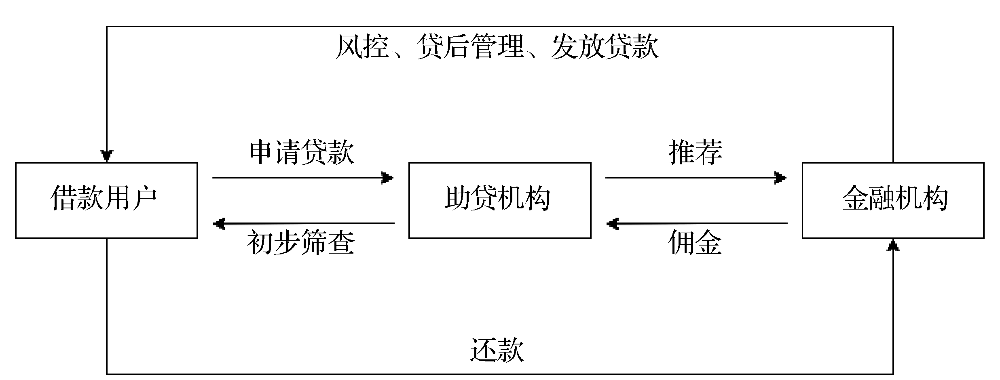 风控、贷后管理、发放贷款
申请贷款
推荐
借款用户
助贷机构
金融机构
初步筛查
佣金
还款